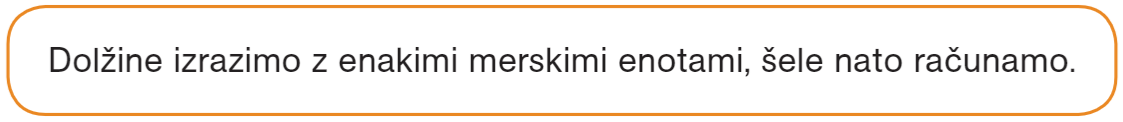 Dolžine izrazimo z enakimi merskimi enotami, šele nato računamo.